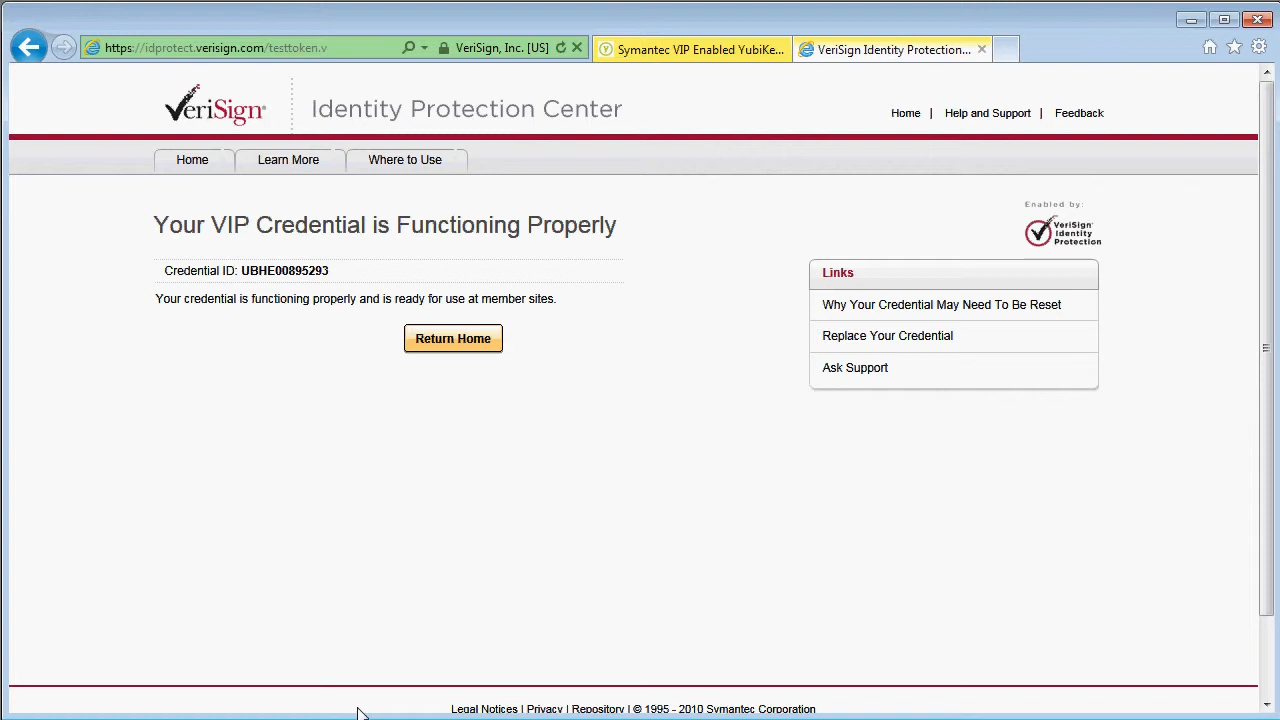 https://idprotect.verisign.com/testtoken.v
VeriSign, Inc. [US]
Symantec VIP Enabled YubiKe...
VeriSign Identity Protection...
VeriSign
Identity Protection Center
Home | Help and Support | Feedback
Home
Learn More
Where to Use
Your VIP Credential is Functioning Properly
Credential ID: UBHE00895293
Your credential is functioning properly and is ready for use at member sites.
Return Home
Enabled by:
VeriSign
Identity
Protection
Links
Why Your Credential May Need To Be Reset
Replace Your Credential
Ask Support
Legal Notices | Privacy | Repository | © 1995 - 2010 Symantec Corporation